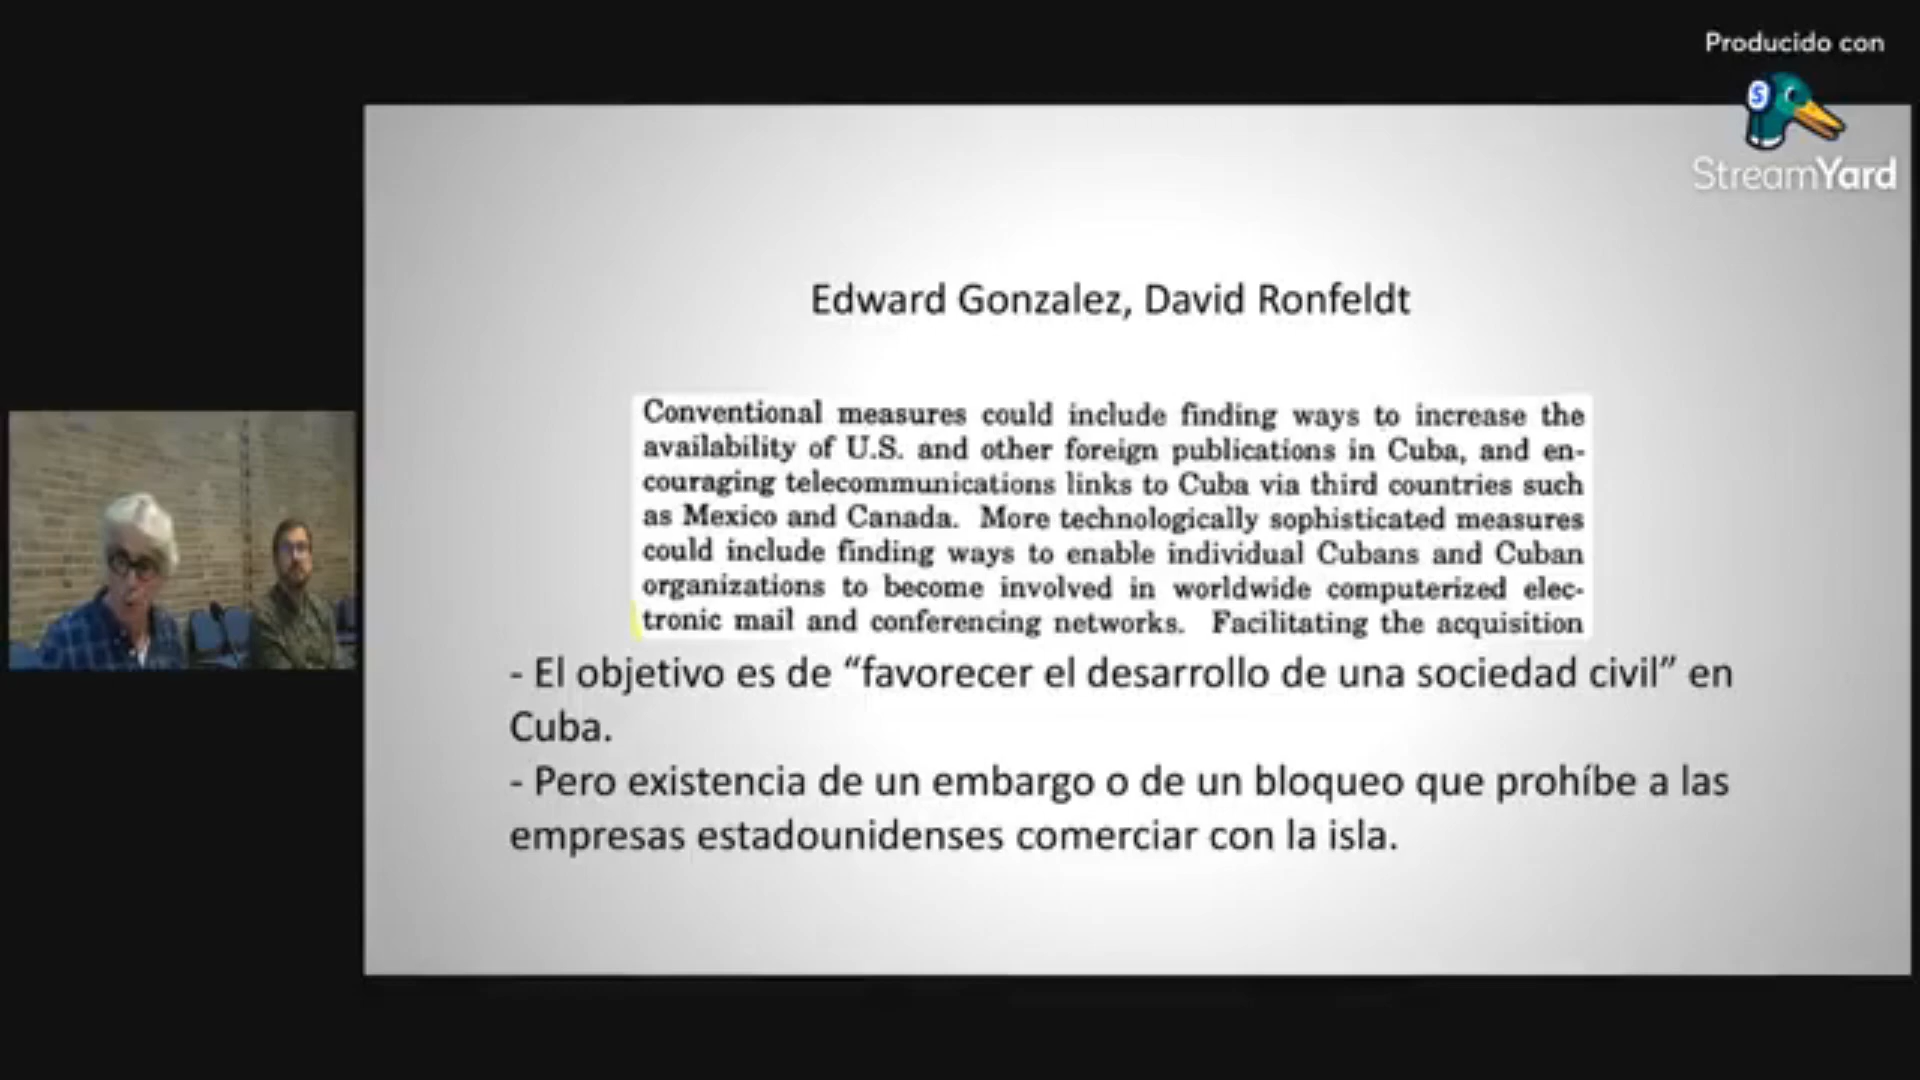 Producido con
StreamYard
Edward Gonzalez, David Ronfeldt
Conventional measures could include finding ways to increase the
availability of U.S. and other foreign publications in Cuba, and en-
couraging telecommunications links to Cuba via third countries such
as Mexico and Canada. More technologically sophisticated measures
could include finding ways to enable individual Cubans and Cuban
organizations to become involved in worldwide computerized elec-
tronic mail and conferencing networks. Facilitating the acquisition
- El objetivo es de “favorecer el desarrollo de una sociedad civil” en
Cuba.
- Pero existencia de un embargo o de un bloqueo que prohíbe a las
empresas estadounidenses comerciar con la isla.